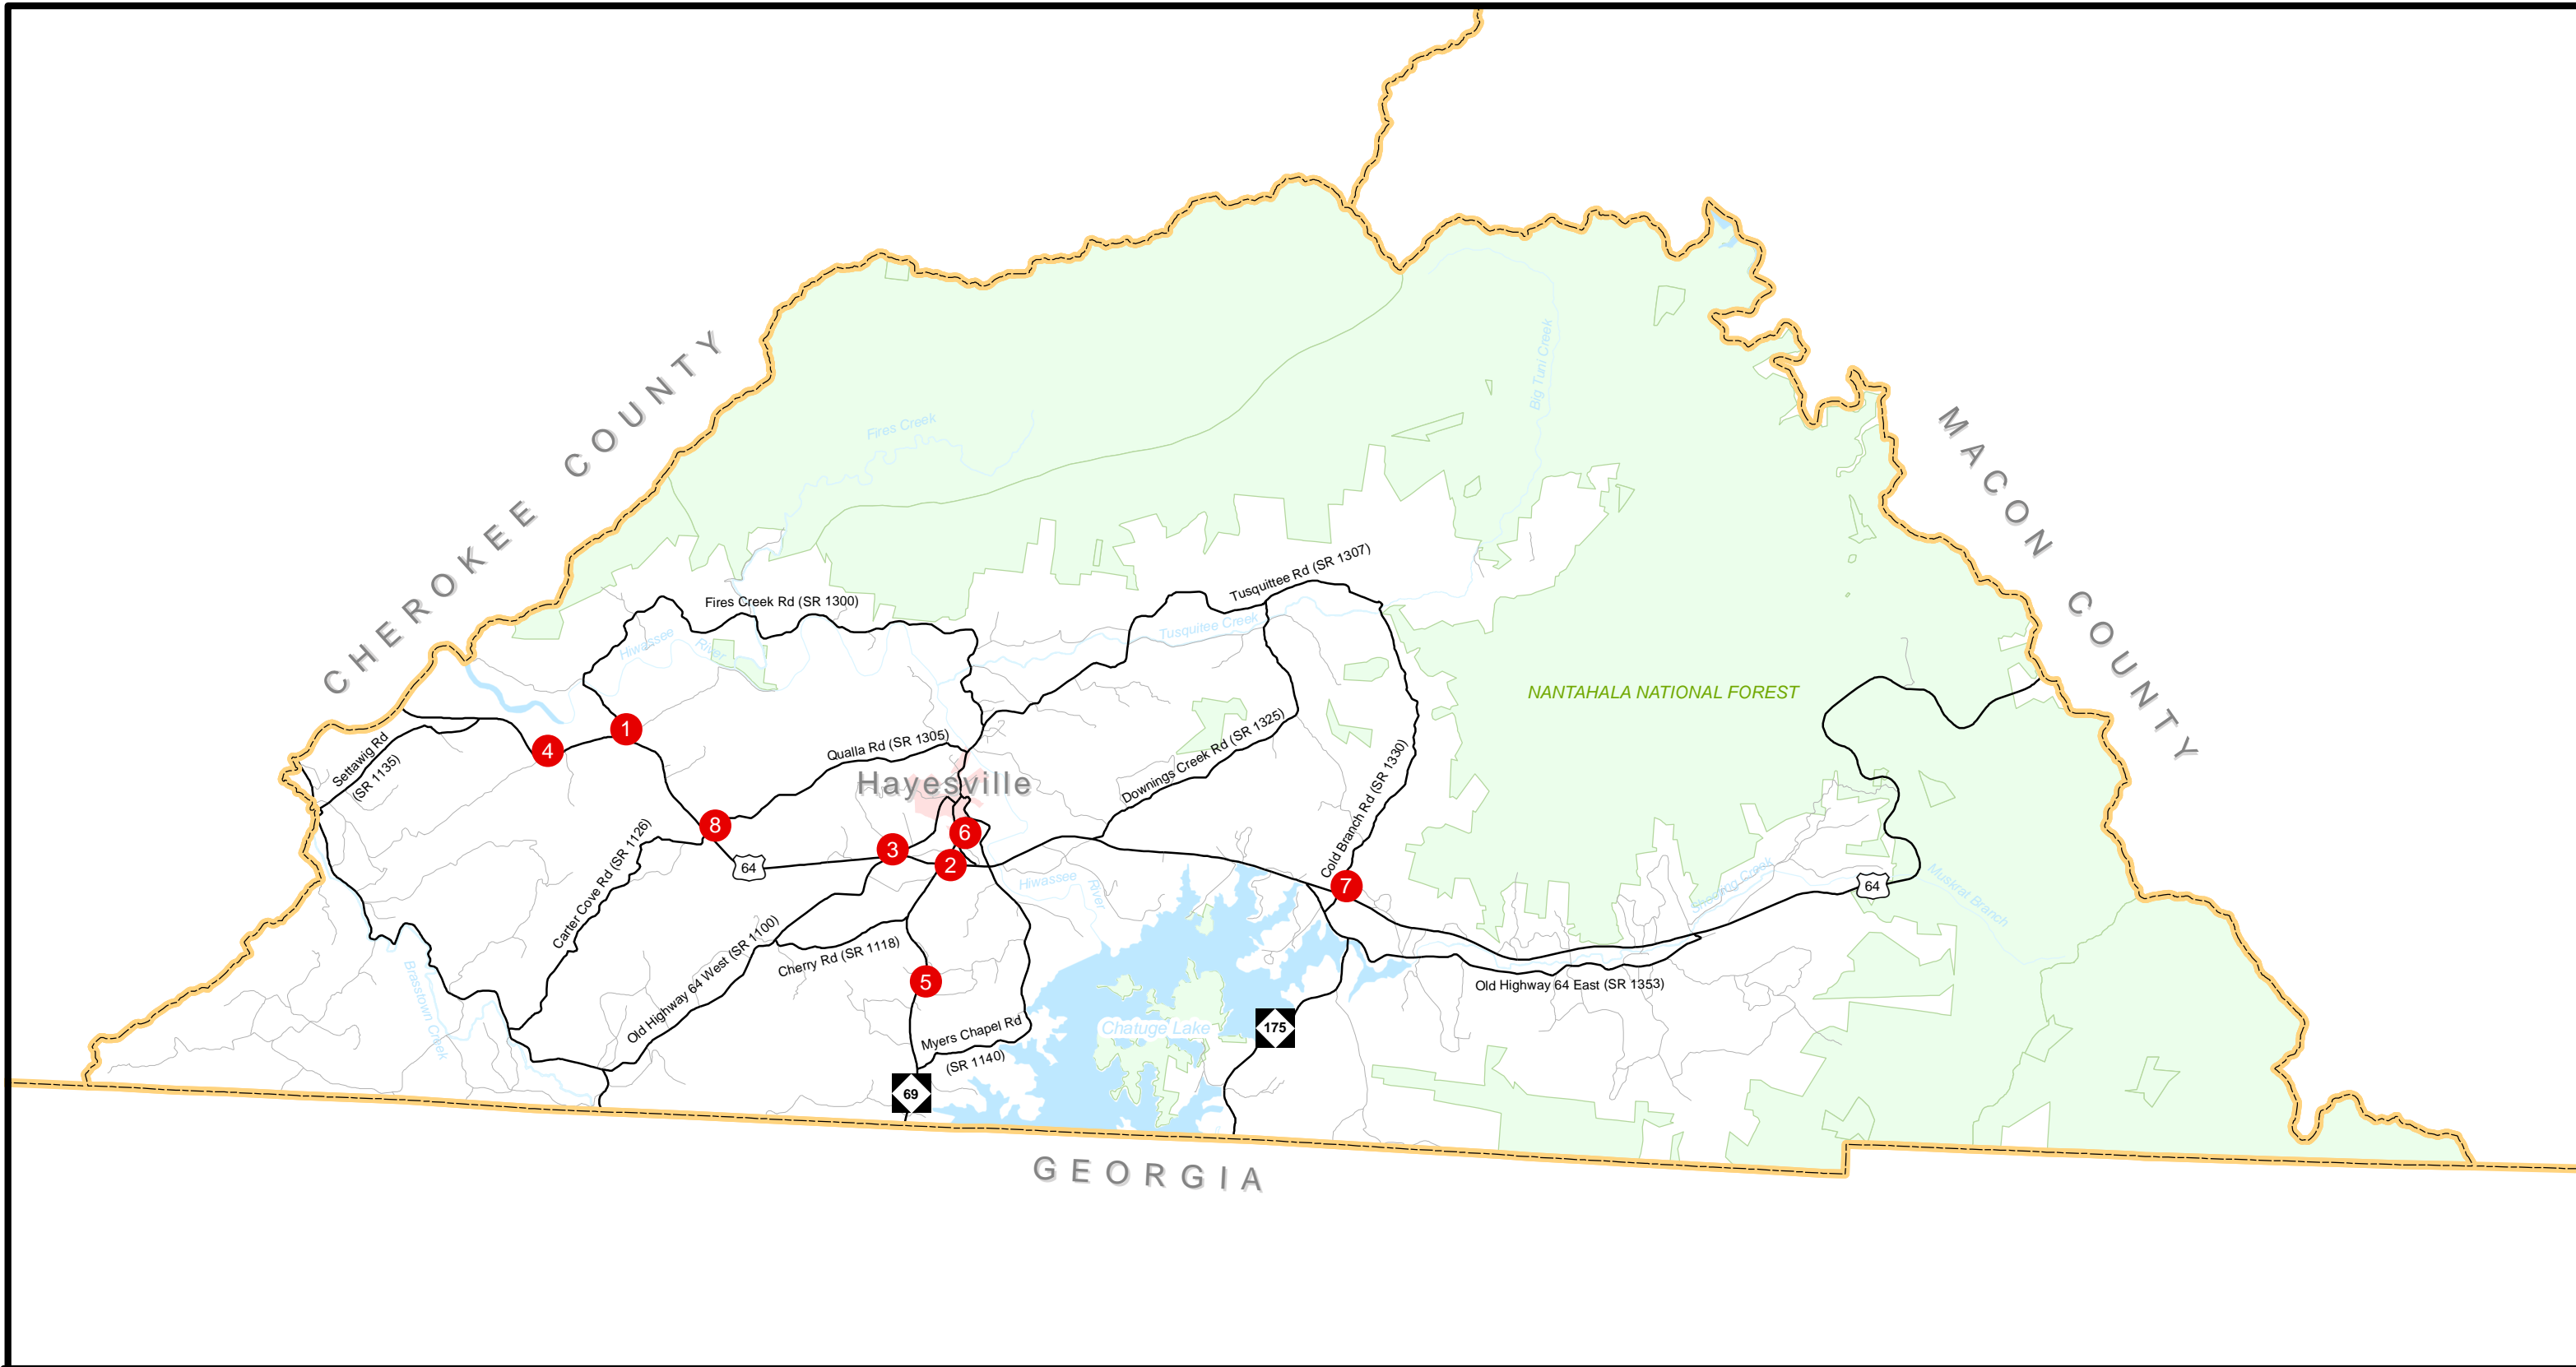 CHEROKEE COUNTY
MACON COUNTY
Big Tuni Creek
Fires Creek
Tusquittee Rd (SR 1307)
Fires Creek Rd (SR 1300)
Tusquitee Creek
Hiwassee
River
NANTAHALA NATIONAL FOREST
1
4
Settawig Rd
(SR 1135)
Qualla Rd (SR 1305)
Downings Creek Rd (SR 1325)
Hayesville
Cold Branch Rd (SR 1330)
8
6
3
2
64
Carter Cove Rd (SR 1126)
Hiwassee
River
7
64
Shooting Creek
Muskrat Branch
Old Highway 64 West (SR 1100)
Cherry Rd (SR 1118)
5
Old Highway 64 East (SR 1353)
Brasstown Creek
Myers Chapel Rd
(SR 1140)
Chatuge Lake
175
69
GEORGIA